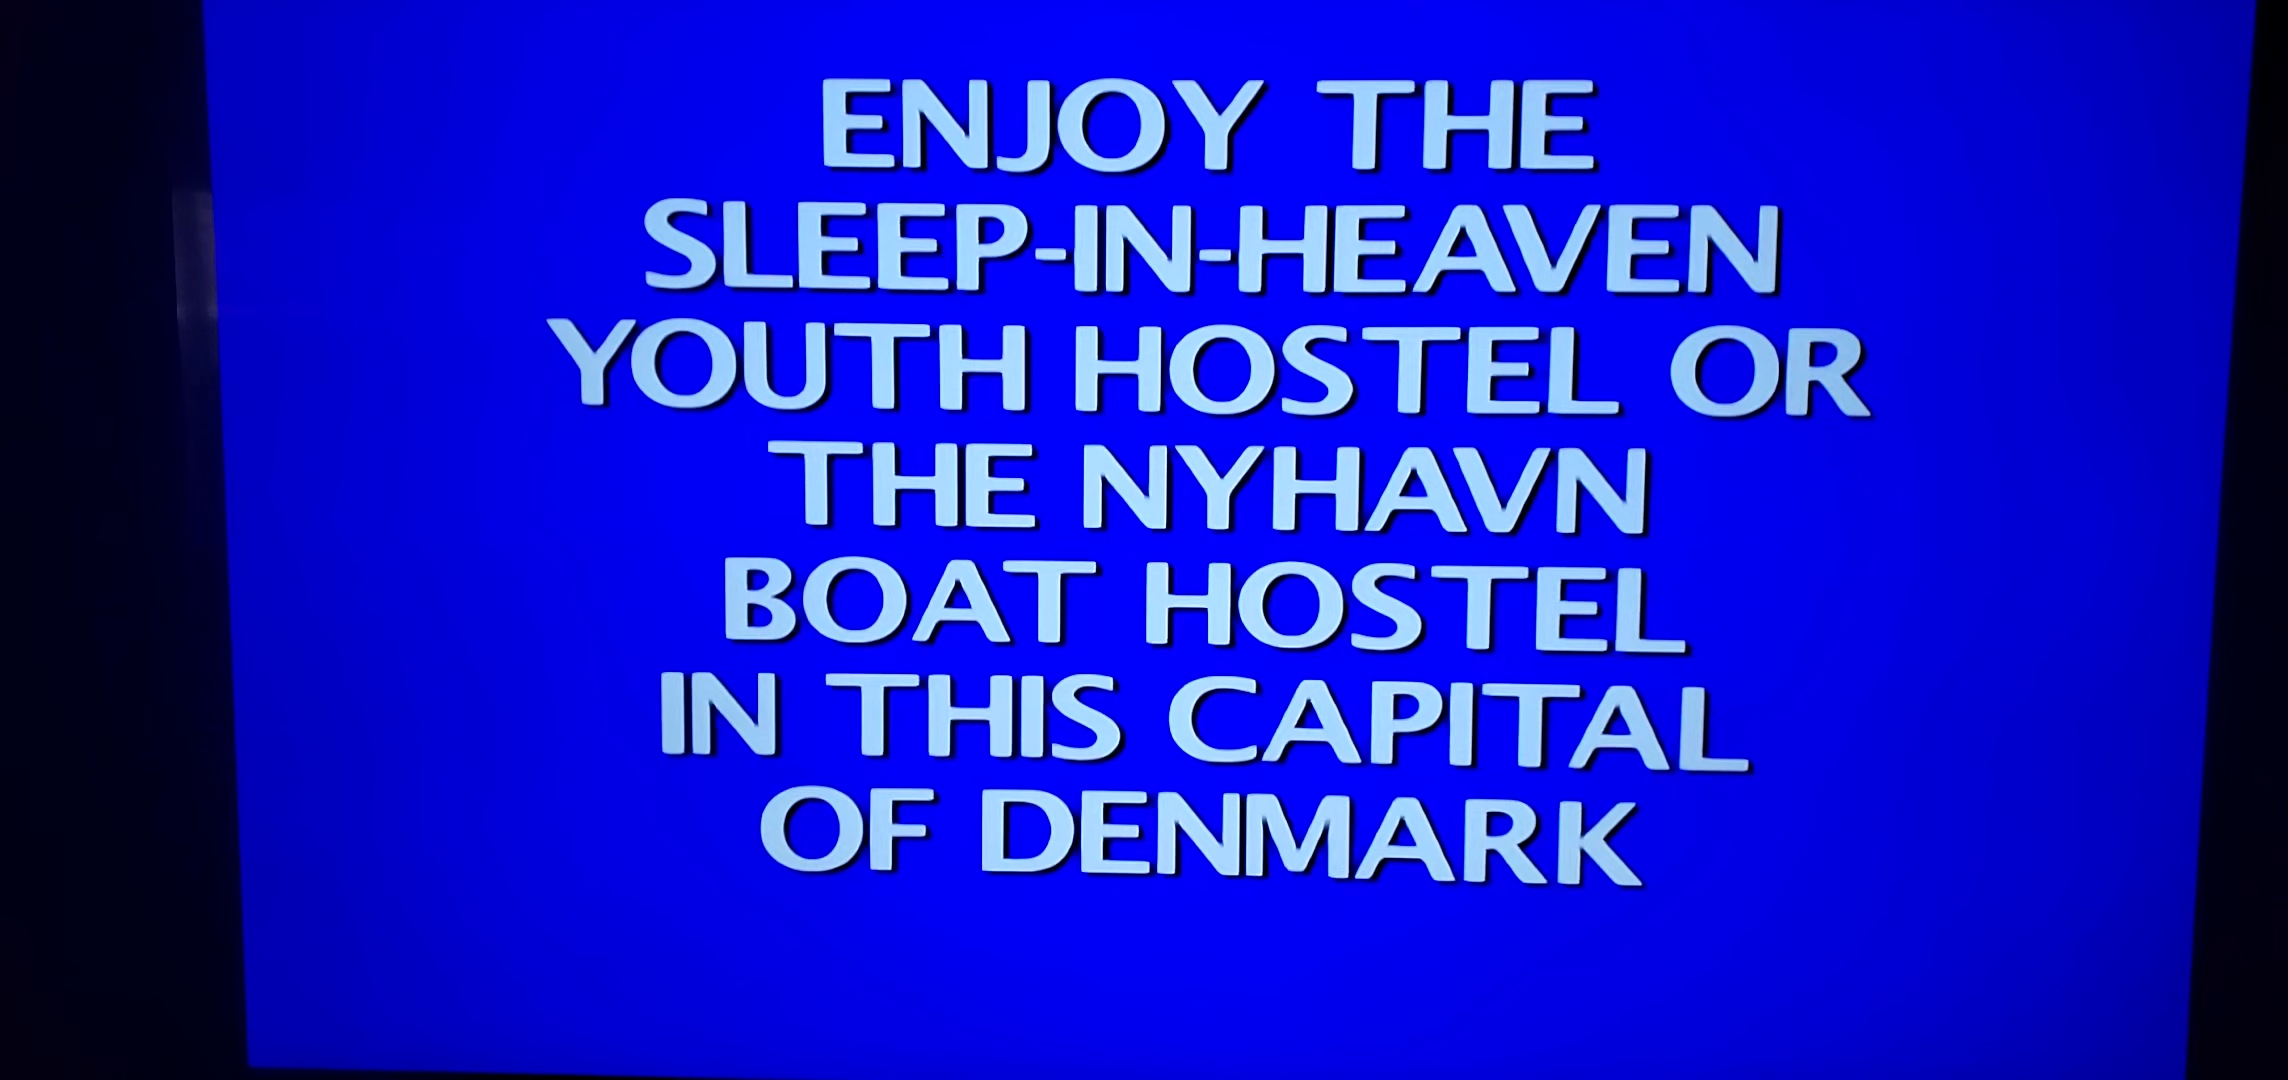 ENJOY THE
SLEEP-IN-HEAVEN
YOUTH HOSTEL OR
THE NYHAVN
BOAT HOSTEL
IN THIS CAPITAL
OF DENMARK